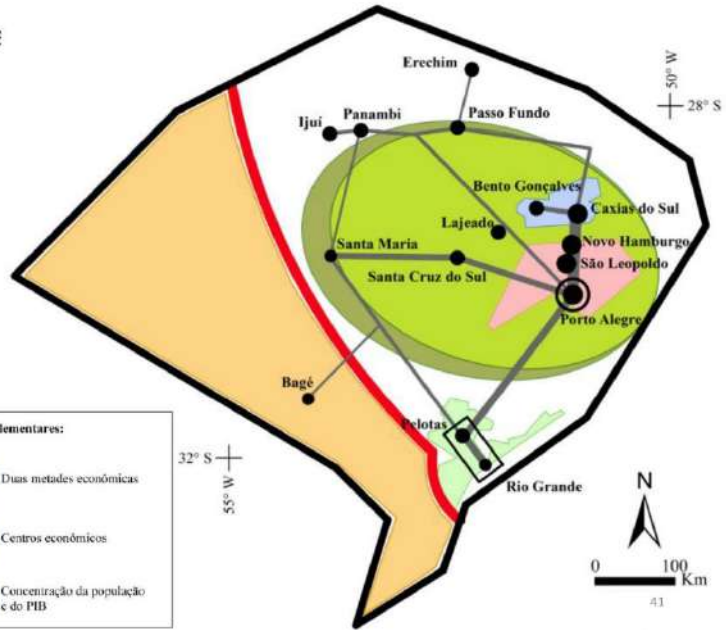 Erechim
50° W
28° S
Ijuí
Panambi
Passo Fundo
Bento Gonçalves
Caxias do Sul
Lajeado
Novo Hamburgo
Santa Maria
São Leopoldo
Santa Cruz do Sul
Porto Alegre
Bagé
Pelotas
lementares:
32° S
55° W
Duas metades econômicas
Rio Grande
N
Centros econômicos
0 100
Km
41
Concentração da população
e do PIB